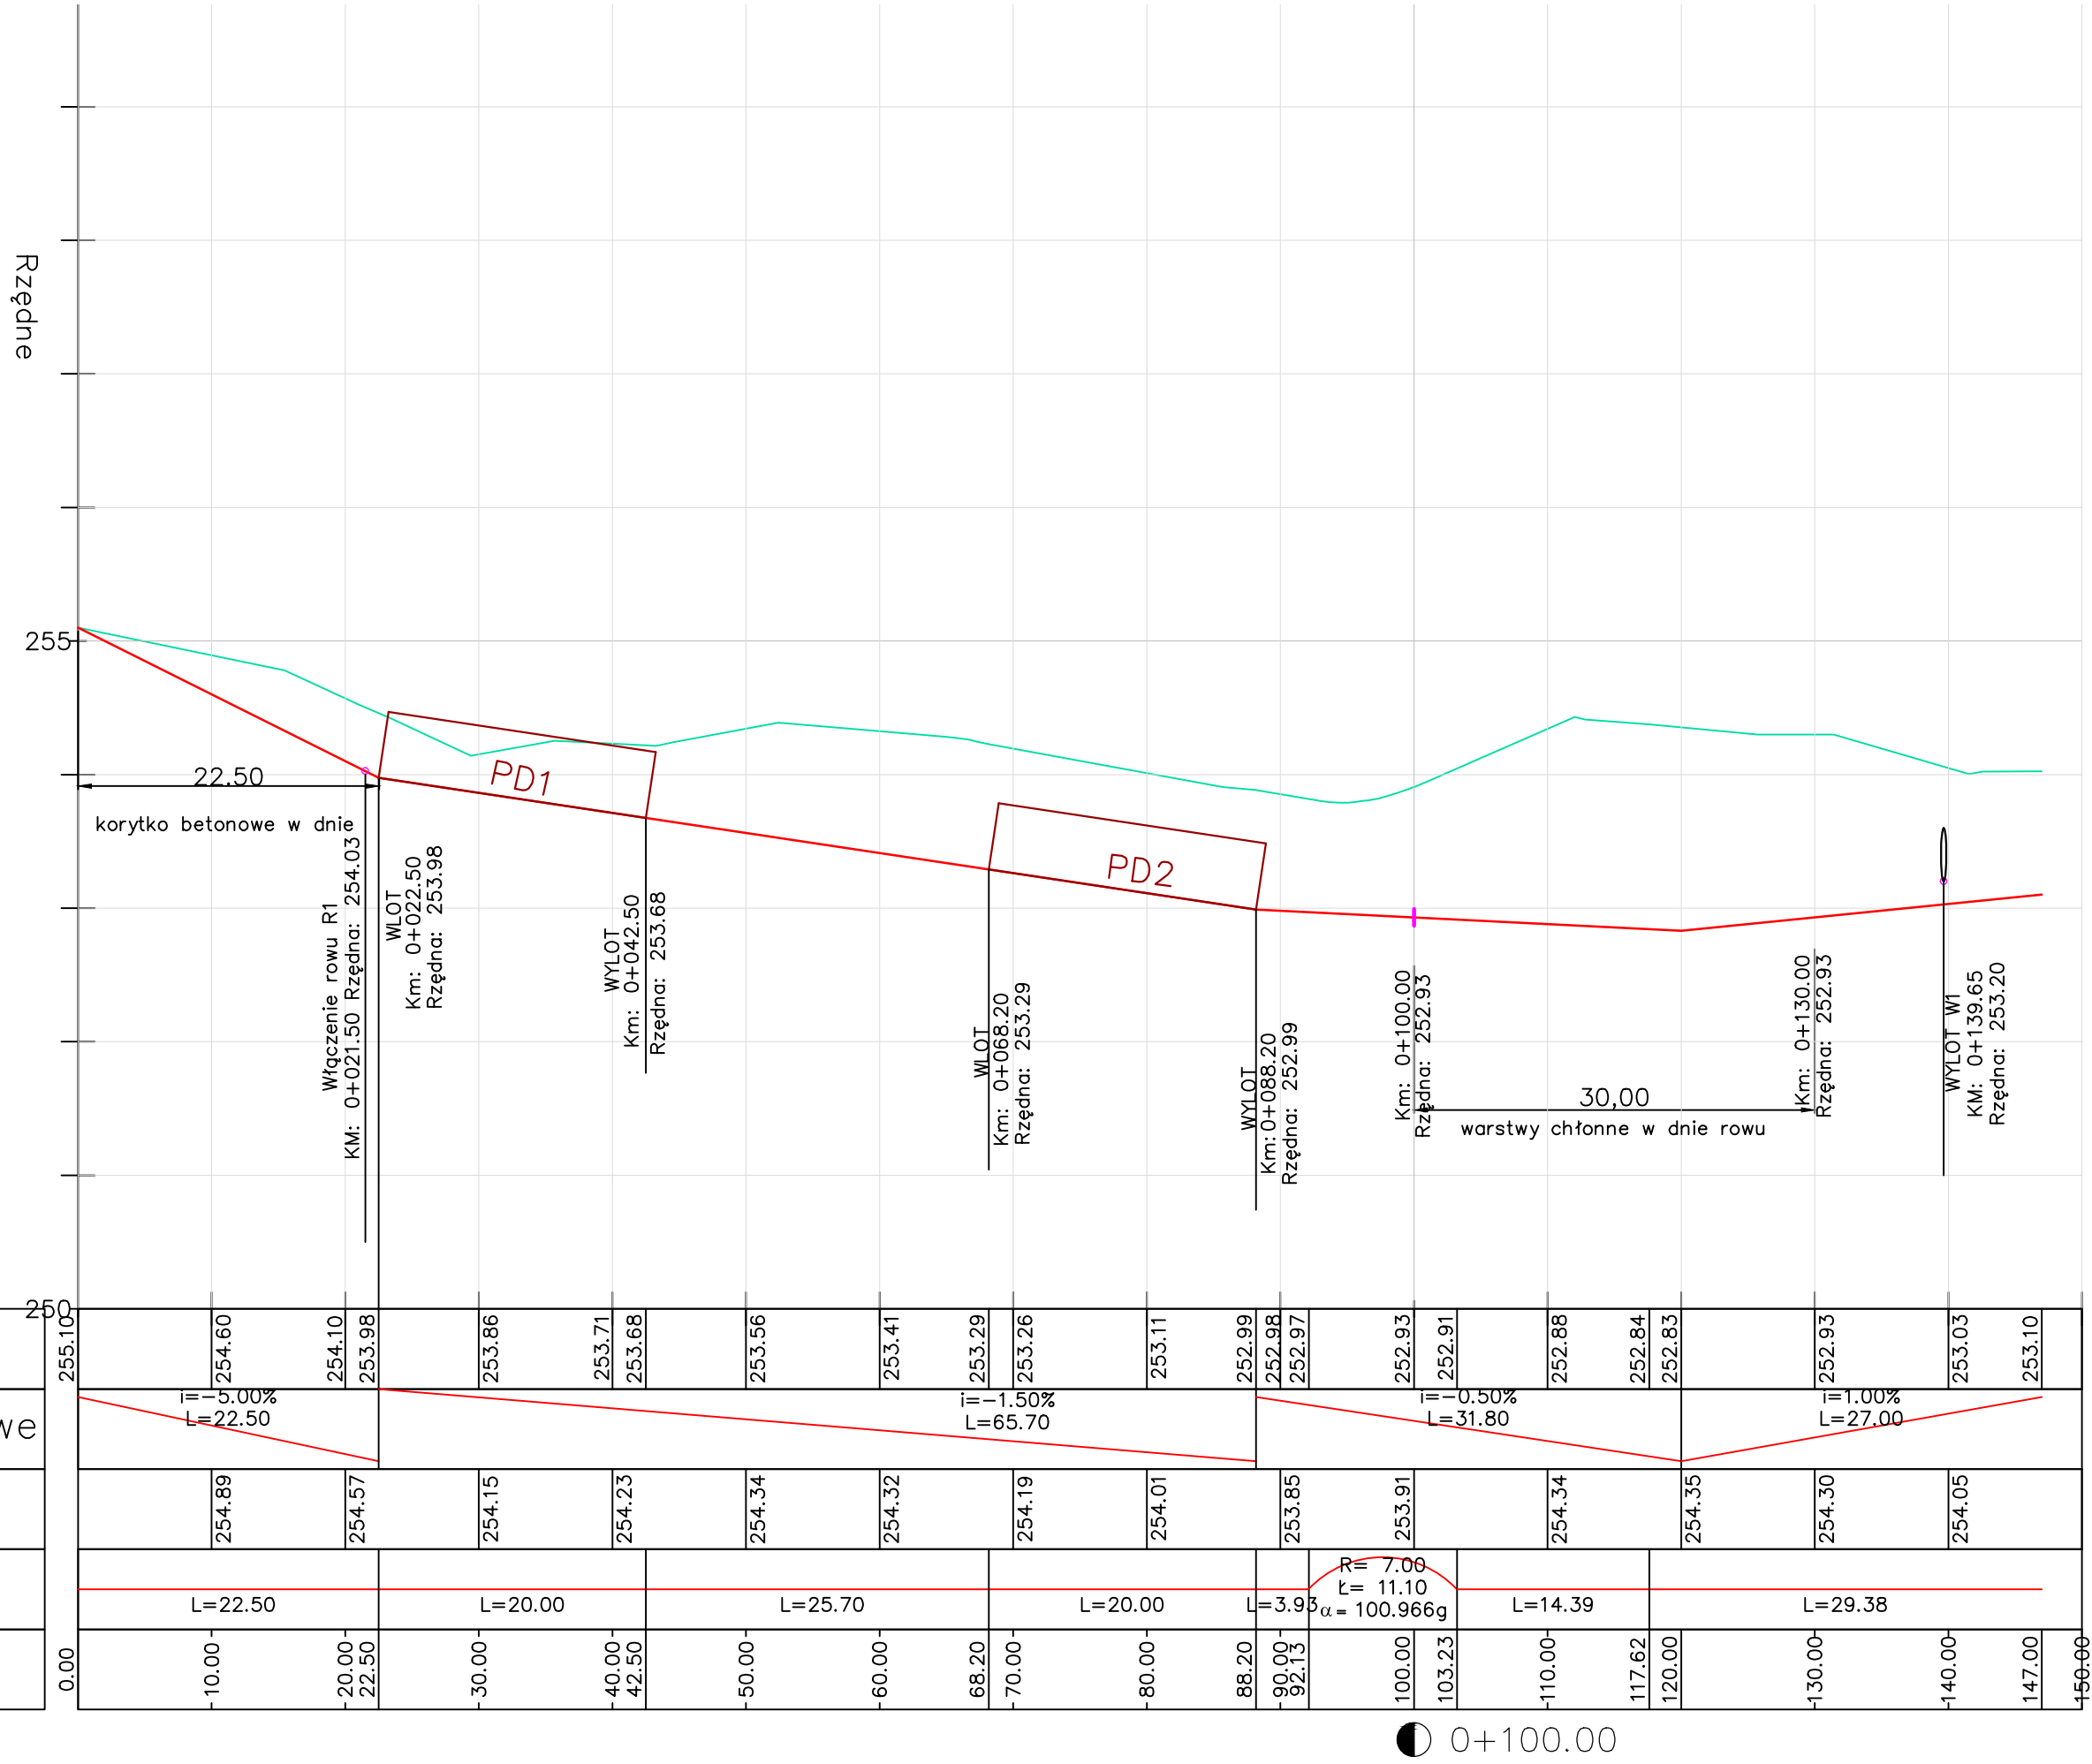 Rzędne
255
250
22.50
korytko betonowe w dnie
Włączenie rowu R1
KM: 0+021.50 Rzędna: 254.03
WLOT
Km: 0+022.50
Rzędna: 253.98
PD1
WYLOT
Km: 0+042.50
Rzędna: 253.68
WLOT
Km: 0+068.20
Rzędna: 253.29
PD2
WYLOT
Km: 0+088.20
Rzędna: 252.99
Km: 0+100.00
Rzędna: 252.93
30,00
warstwy chłonne w dnie rowu
Km: 0+130.00
Rzędna: 252.93
WYLOT W1
KM: 0+139.65
Rzędna: 253.20
255.10
254.60
254.10
253.98
253.86
253.71
253.68
253.56
253.41
253.29
253.26
253.11
252.99
252.98
252.97
252.93
252.91
252.88
252.84
252.83
252.93
253.03
253.10
we
i=-5.00%
L=22.50
i=-1.50%
L=65.70
i=-0.50%
L=31.80
i=1.00%
L=27.00
254.89
254.57
254.15
254.23
254.34
254.32
254.19
254.01
253.85
253.91
254.34
254.35
254.30
254.05
L=22.50
L=20.00
L=25.70
L=20.00
L=3.93
R= 7.00
Ł= 11.10
α= 100.966g
L=14.39
L=29.38
0.00
10.00
20.00
22.50
30.00
40.00
42.50
50.00
60.00
68.20
70.00
80.00
88.20
90.00
92.13
100.00
103.23
110.00
117.62
120.00
130.00
140.00
147.00
150.00
0+100.00